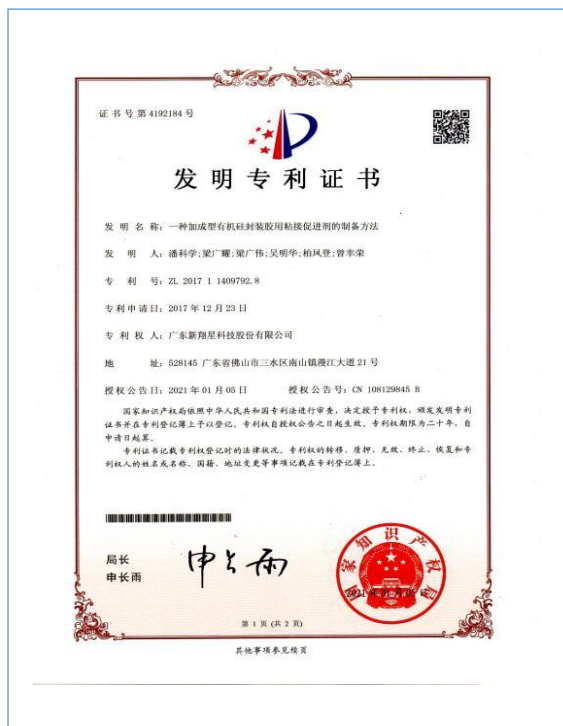 证书号第4192184号
发明专利证书
发明名称：一种加成型有机硅封装胶用粘接促进剂的制备方法
发明人：潘科学;梁广耀;梁广伟;吴明华;柏凤登;曾幸荣
专利号：ZL 2017 1 1409792.8
专利申请日：2017年12月23日
专利权人：广东新翔星科技股份有限公司
地址：528145 广东省佛山市三水区南山镇漫江大道21号
授权公告日：2021年01月05日 授权公告号：CN 108129845 B
国家知识产权局依照中华人民共和国专利法进行审查，决定授予专利权，颁发发明专利
证书并在专利登记簿上予以登记。专利权自授权公告之日起生效。专利权期限为二十年，自
申请日起算。
专利证书记载专利权登记时的法律状况。专利权的转移、质押、无效、终止、恢复和专
利权人的姓名或名称、国籍、地址变更等事项记载在专利登记簿上。
局长
申长雨
申长雨
国家知识产权局
第1页(共2页)
其他事项参见续页